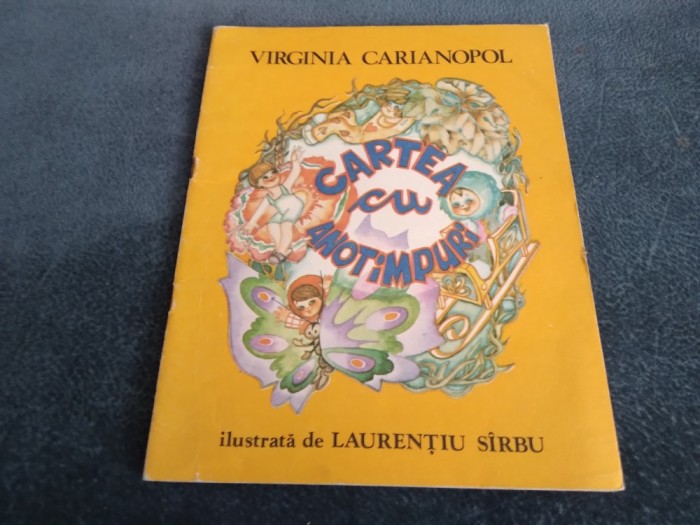 VIRGINIA CARIANOPOL
CARTEA
cu
ANOTiMPURi
ilustrată de LAURENȚIU SÎRBU